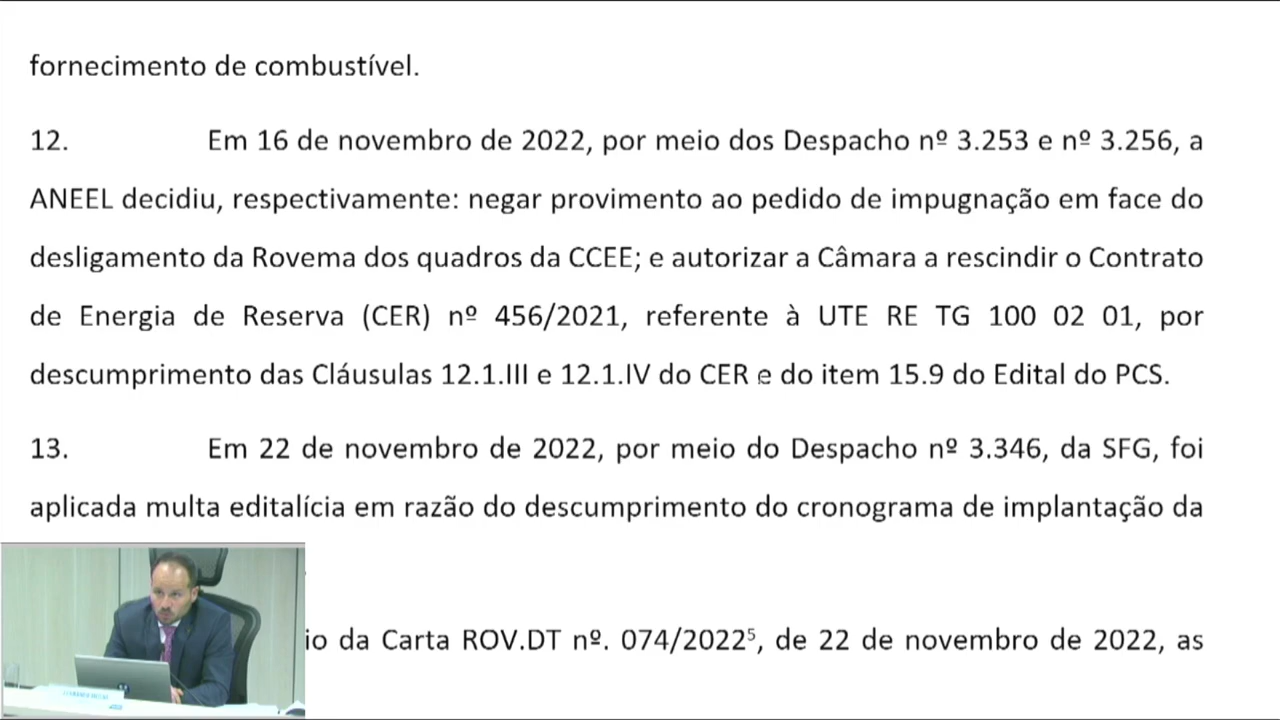 fornecimento de combustível.
12. Em 16 de novembro de 2022, por meio dos Despacho nº 3.253 e nº 3.256, a
ANEEL decidiu, respectivamente: negar provimento ao pedido de impugnação em face do
desligamento da Rovema dos quadros da CCEE; e autorizar a Câmara a rescindir o Contrato
de Energia de Reserva (CER) nº 456/2021, referente à UTE RE TG 100 02 01, por
descumprimento das Cláusulas 12.1.III e 12.1.IV do CER e do item 15.9 do Edital do PCS.
13. Em 22 de novembro de 2022, por meio do Despacho nº 3.346, da SFG, foi
aplicada multa editalícia em razão do descumprimento do cronograma de implantação da
io da Carta ROV.DT nº. 074/2022⁵, de 22 de novembro de 2022, as